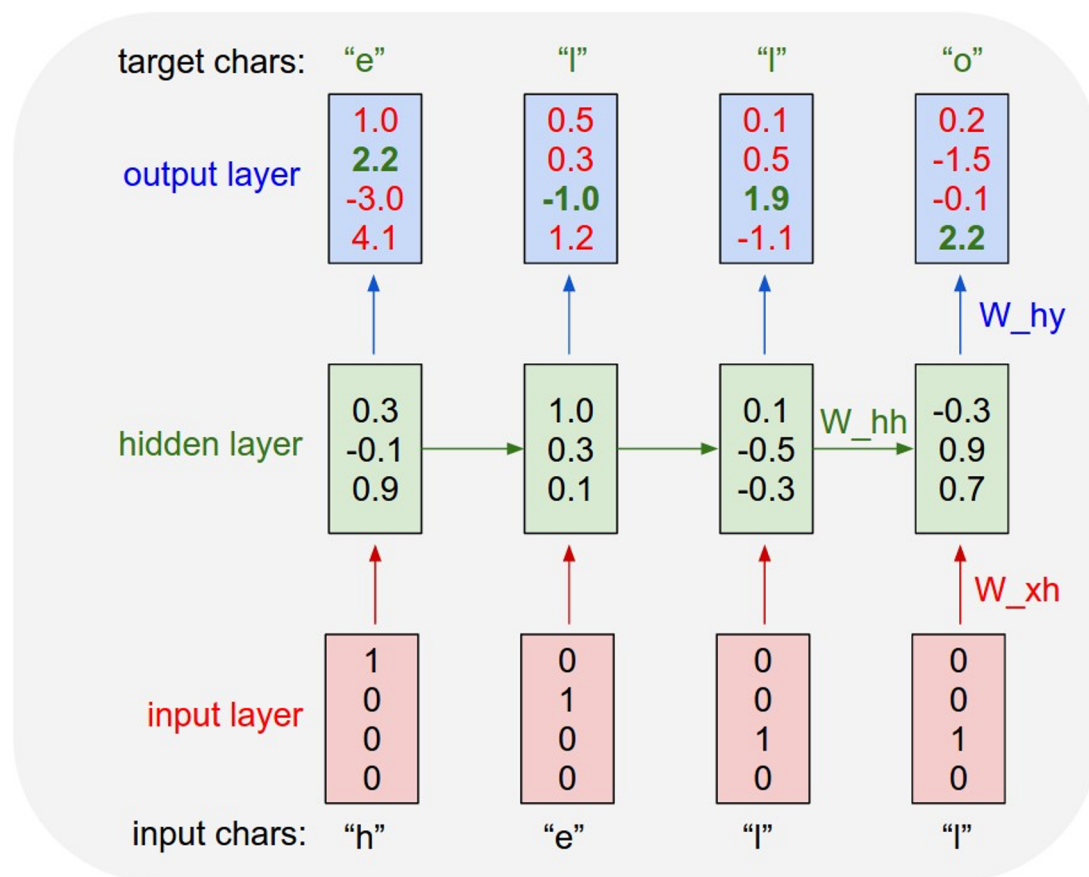 target chars: “e” “l” “l” “o”
1.0 0.5 0.1 0.2
2.2 0.3 0.5 -1.5
output layer
-3.0 -1.0 1.9 -0.1
4.1 1.2 -1.1 2.2
W_hy
0.3 1.0 0.1 -0.3
W_hh
hidden layer
-0.1 0.3 -0.5 0.9
0.9 0.1 -0.3 0.7
W_xh
1 0 0 0
0 1 0 0
input layer
0 0 1 1
0 0 0 0
input chars: “h” “e” “l” “l”